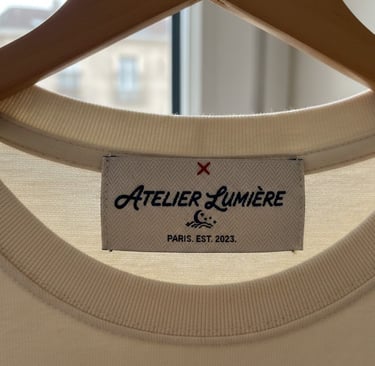 ATELIER LUMIÈRE
PARIS. EST. 2023.